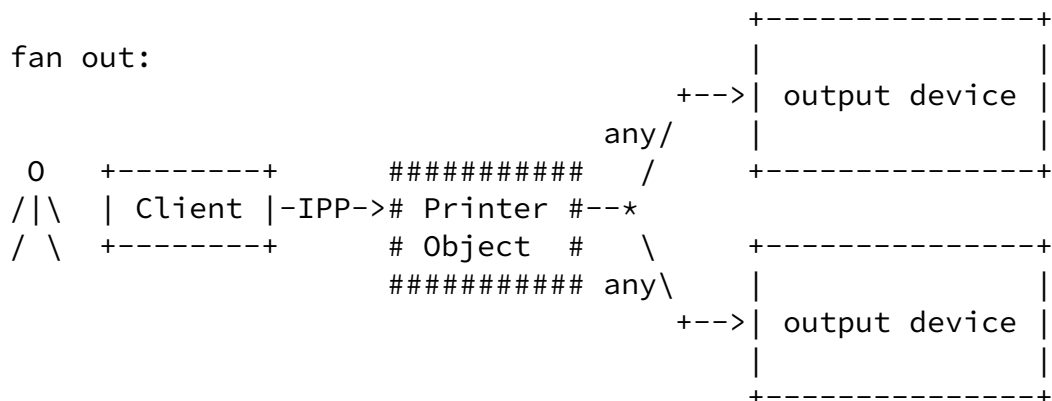 +---------------+
fan out:                                       |               |
                                           +-->| output device |
                                       any/    |               |
 O   +--------+       ###########   /     +---------------+
/|\  | Client |-IPP-># Printer #--*
/ \  +--------+       # Object  #   \     +---------------+
                      ########### any\    |               |
                                       +-->| output device |
                                           |               |
                                           +---------------+